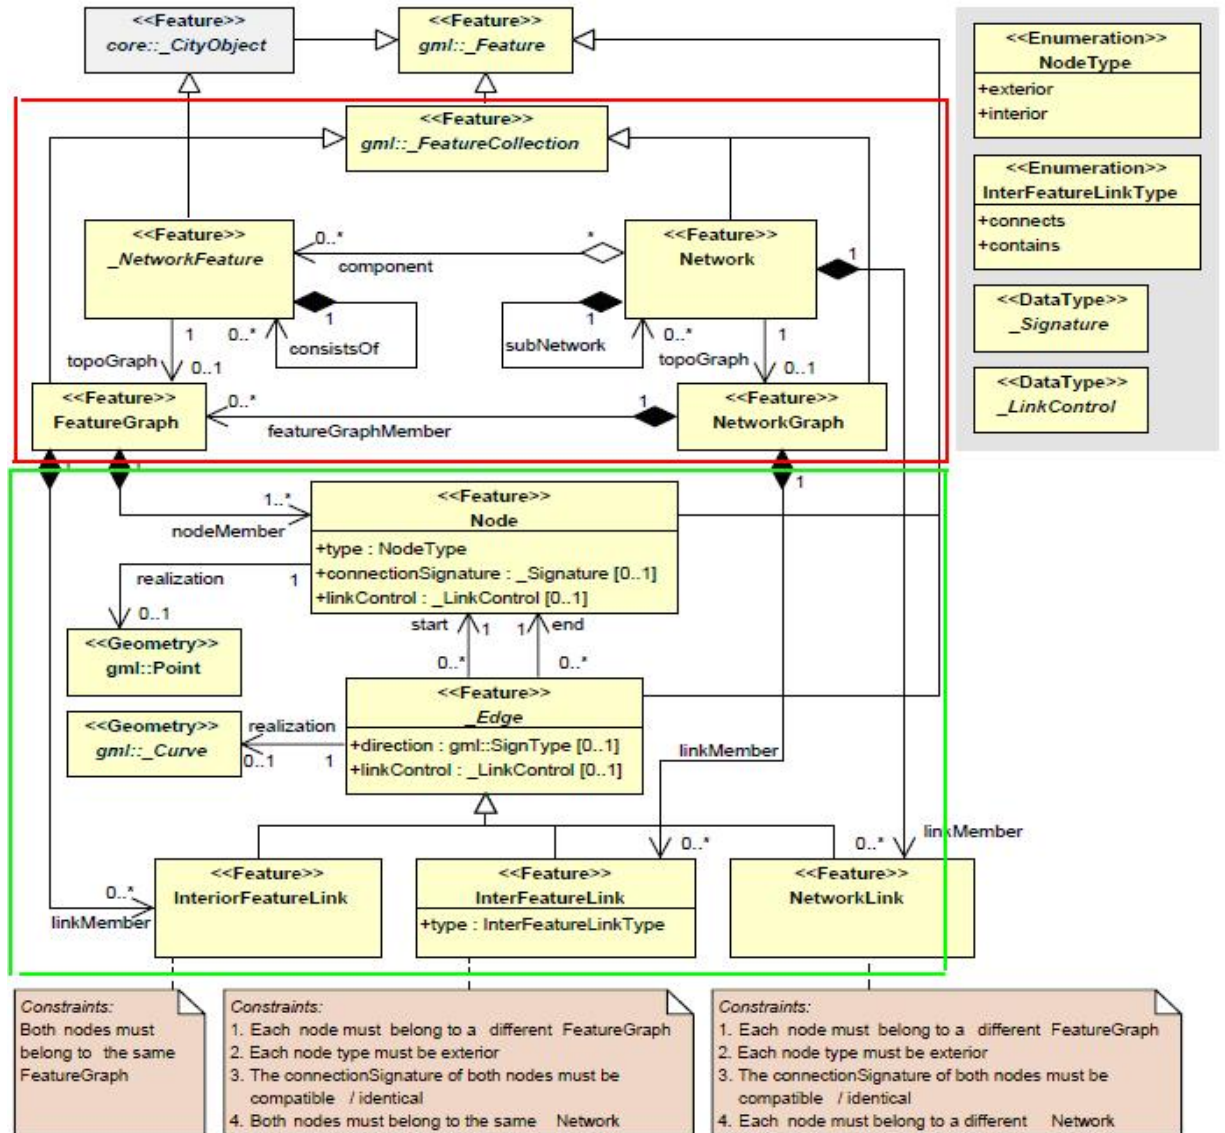 <<Feature>>
core::_CityObject
<<Feature>>
gml::_Feature
<<Enumeration>>
NodeType
+exterior
+interior
<<Feature>>
gml::_FeatureCollection
<<Enumeration>>
InterFeatureLinkType
+connects
+contains
<<Feature>>
_NetworkFeature
0..*
component
*
<<Feature>>
Network
1
1
consistsOf
0..*
1
subNetwork
0..*
<<DataType>>
_Signature
topoGraph
1
0..1
topoGraph
1
0..1
<<DataType>>
_LinkControl
<<Feature>>
FeatureGraph
0..*
featureGraphMember
1
<<Feature>>
NetworkGraph
1
1
1
1..*
nodeMember
<<Feature>>
Node
+type : NodeType
+connectionSignature : _Signature [0..1]
+linkControl : _LinkControl [0..1]
realization
1
0..1
start
1
1
end
<<Geometry>>
gml::Point
0..*
0..*
<<Feature>>
_Edge
+direction : gml::SignType [0..1]
+linkControl : _LinkControl [0..1]
<<Geometry>>
gml::_Curve
realization
0..1
1
linkMember
0..*
0..*
linkMember
<<Feature>>
InteriorFeatureLink
0..*
linkMember
<<Feature>>
InterFeatureLink
+type : InterFeatureLinkType
<<Feature>>
NetworkLink
Constraints:
Both nodes must
belong to the same
FeatureGraph
Constraints:
1. Each node must belong to a different FeatureGraph
2. Each node type must be exterior
3. The connectionSignature of both nodes must be
compatible / identical
4. Both nodes must belong to the same Network
Constraints:
1. Each node must belong to a different FeatureGraph
2. Each node type must be exterior
3. The connectionSignature of both nodes must be
compatible / identical
4. Each node must belong to a different Network